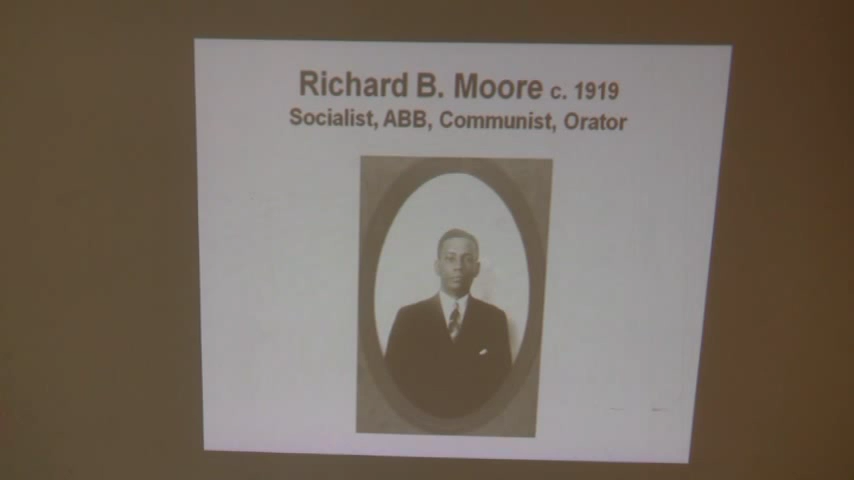 Richard B. Moore c. 1919
Socialist, ABB, Communist, Orator